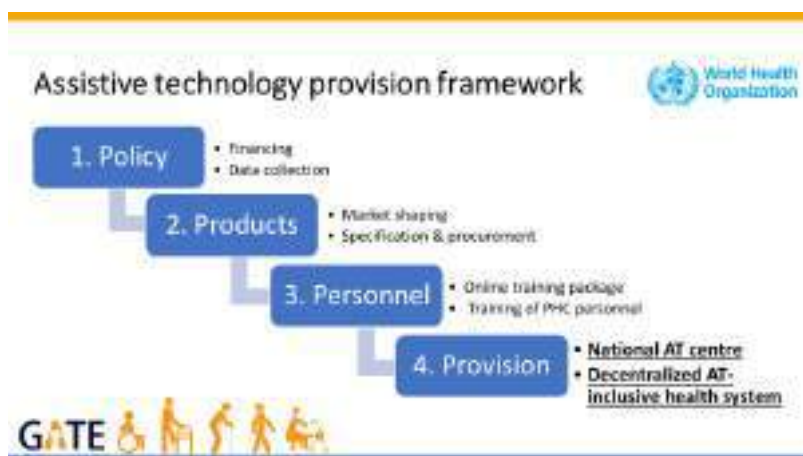 Assistive technology provision framework
World Health
Organization
1. Policy
• Financing
• Data collection
2. Products
• Market shaping
• Specification & procurement
3. Personnel
• Online training package
• Training of PHC personnel
4. Provision
• National AT centre
• Decentralized AT-
inclusive health system
GATE